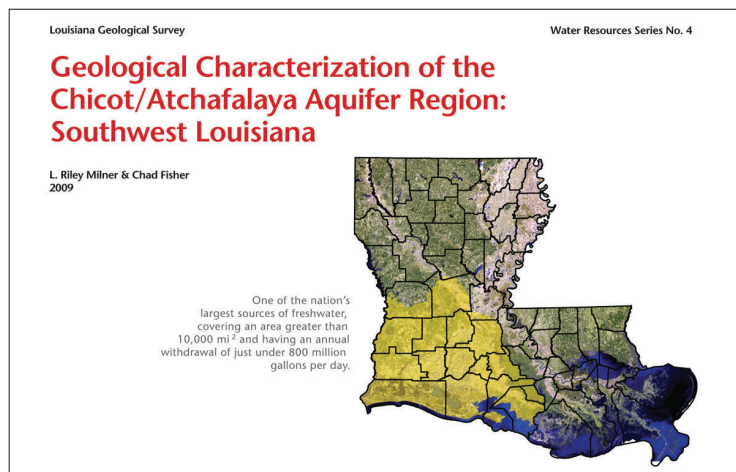 Louisiana Geological Survey
Water Resources Series No. 4
Geological Characterization of the
Chicot/Atchafalaya Aquifer Region:
Southwest Louisiana
L. Riley Milner & Chad Fisher
2009
One of the nation's
largest sources of freshwater,
covering an area greater than
10,000 mi² and having an annual
withdrawal of just under 800 million
gallons per day.